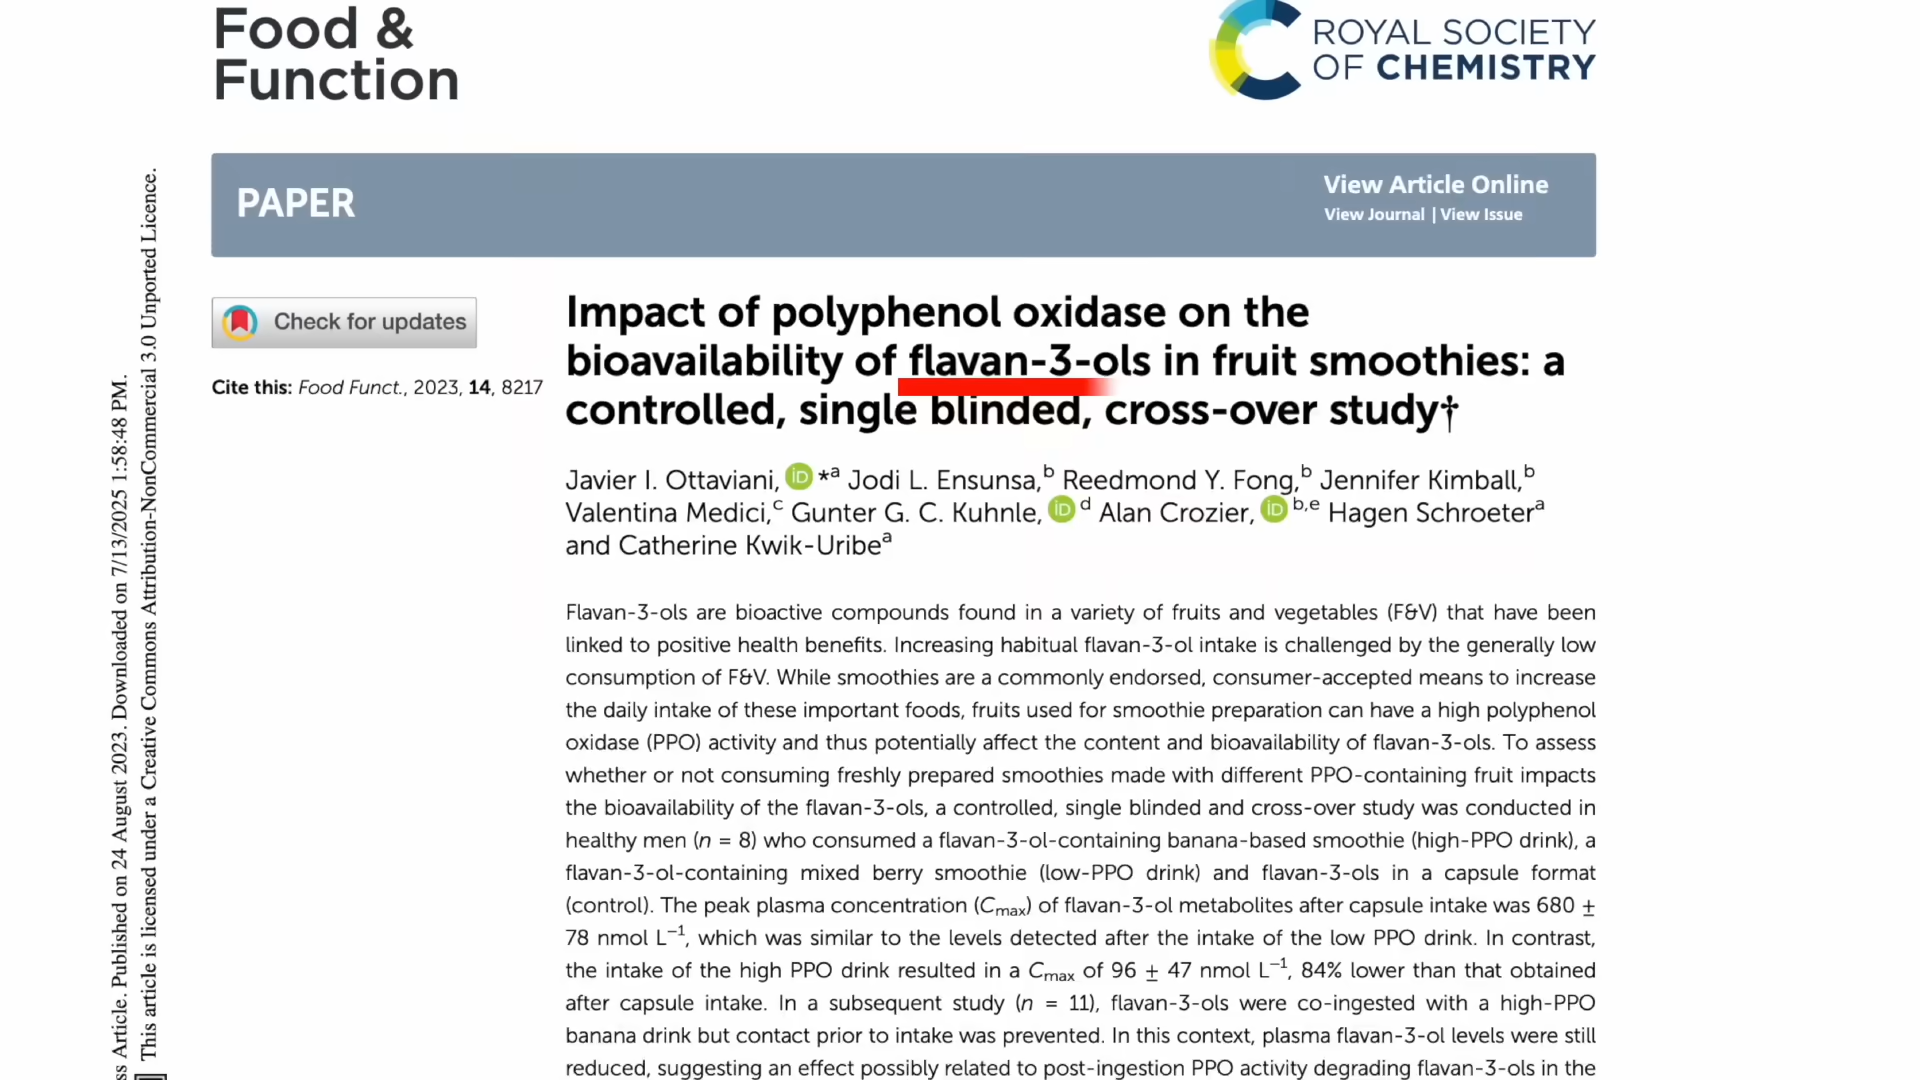 Food &
Function
ROYAL SOCIETY
OF CHEMISTRY
PAPER
View Article Online
View Journal | View Issue
Check for updates
Cite this: Food Funct., 2023, 14, 8217
Impact of polyphenol oxidase on the
bioavailability of flavan-3-ols in fruit smoothies: a
controlled, single blinded, cross-over study†
Javier I. Ottaviani, iD *a Jodi L. Ensunsa,b Reedmond Y. Fong,b Jennifer Kimball,b
Valentina Medici,c Gunter G. C. Kuhnle, iD d Alan Crozier, iD b,e Hagen Schroetera
and Catherine Kwik-Uribea
Flavan-3-ols are bioactive compounds found in a variety of fruits and vegetables (F&V) that have been
linked to positive health benefits. Increasing habitual flavan-3-ol intake is challenged by the generally low
consumption of F&V. While smoothies are a commonly endorsed, consumer-accepted means to increase
the daily intake of these important foods, fruits used for smoothie preparation can have a high polyphenol
oxidase (PPO) activity and thus potentially affect the content and bioavailability of flavan-3-ols. To assess
whether or not consuming freshly prepared smoothies made with different PPO-containing fruit impacts
the bioavailability of the flavan-3-ols, a controlled, single blinded and cross-over study was conducted in
healthy men (n = 8) who consumed a flavan-3-ol-containing banana-based smoothie (high-PPO drink), a
flavan-3-ol-containing mixed berry smoothie (low-PPO drink) and flavan-3-ols in a capsule format
(control). The peak plasma concentration (Cmax) of flavan-3-ol metabolites after capsule intake was 680 ±
78 nmol L−1, which was similar to the levels detected after the intake of the low PPO drink. In contrast,
the intake of the high PPO drink resulted in a Cmax of 96 ± 47 nmol L−1, 84% lower than that obtained
after capsule intake. In a subsequent study (n = 11), flavan-3-ols were co-ingested with a high-PPO
banana drink but contact prior to intake was prevented. In this context, plasma flavan-3-ol levels were still
reduced, suggesting an effect possibly related to post-ingestion PPO activity degrading flavan-3-ols in the
ss Article. Published on 24 August 2023. Downloaded on 7/13/2025 1:58:48 PM.
This article is licensed under a Creative Commons Attribution-NonCommercial 3.0 Unported Licence.